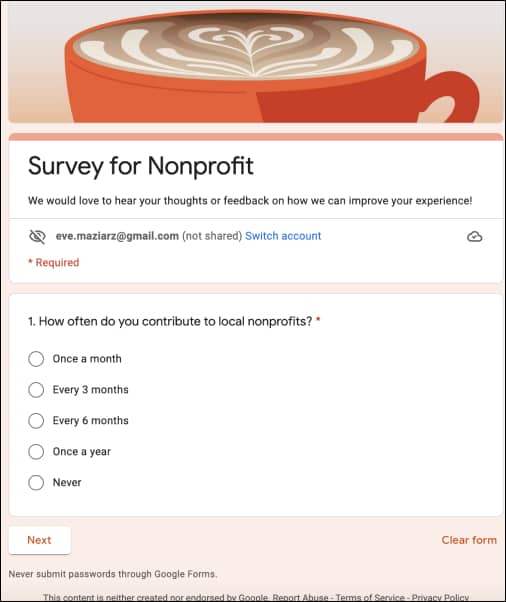 Survey for Nonprofit
We would love to hear your thoughts or feedback on how we can improve your experience!
eve.maziarz@gmail.com (not shared) Switch account
* Required
1. How often do you contribute to local nonprofits? *
Once a month
Every 3 months
Every 6 months
Once a year
Never
Next
Clear form
Never submit passwords through Google Forms.
This content is neither created nor endorsed by Google. Report Abuse - Terms of Service - Privacy Policy